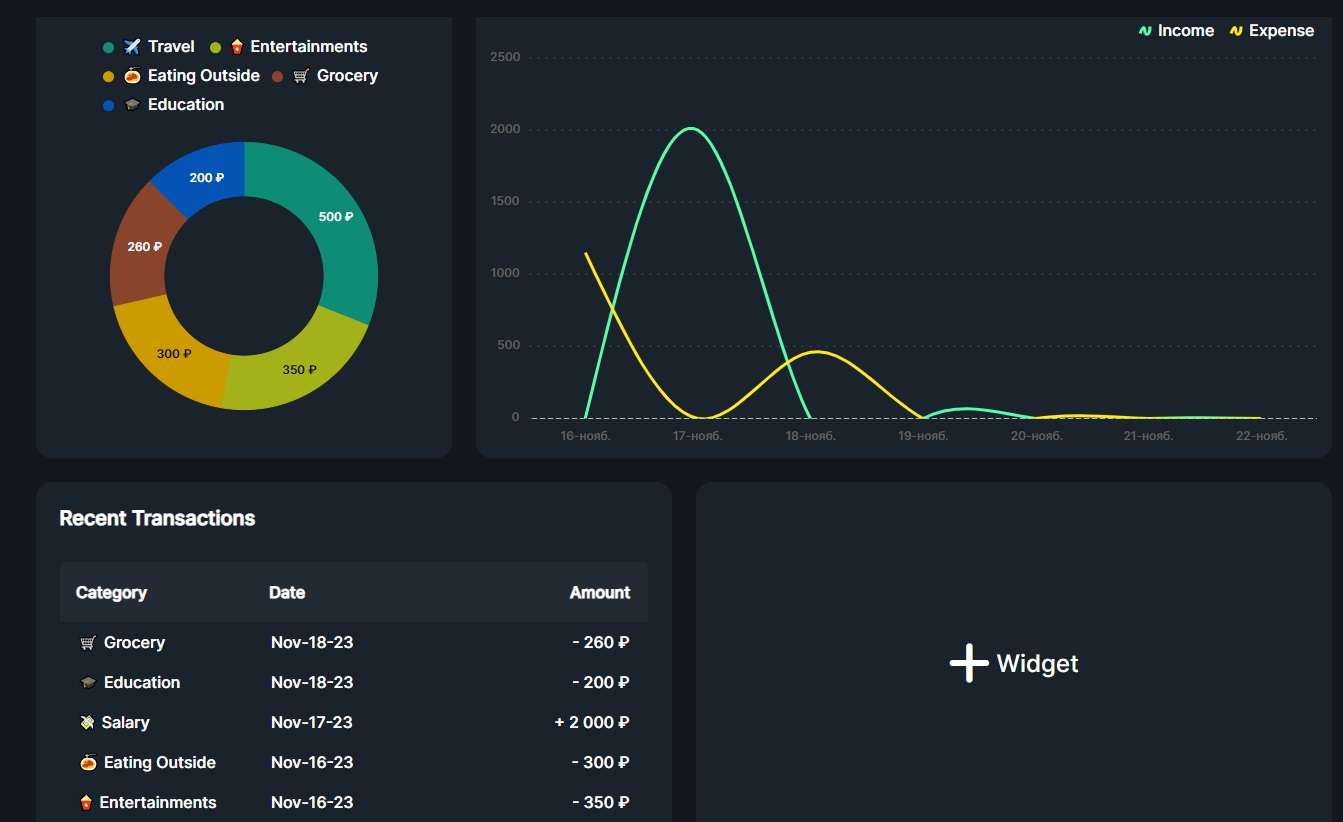 ✈️ Travel 🍿 Entertainments
🍝 Eating Outside 🛒 Grocery
🎓 Education
200 ₽
500 ₽
260 ₽
300 ₽
350 ₽
Income Expense
2500
2000
1500
1000
500
0
16-нояб. 17-нояб. 18-нояб. 19-нояб. 20-нояб. 21-нояб. 22-нояб.
Recent Transactions
Category Date Amount
🛒 Grocery Nov-18-23 - 260 ₽
🎓 Education Nov-18-23 - 200 ₽
💸 Salary Nov-17-23 + 2 000 ₽
🍝 Eating Outside Nov-16-23 - 300 ₽
🍿 Entertainments Nov-16-23 - 350 ₽
Widget